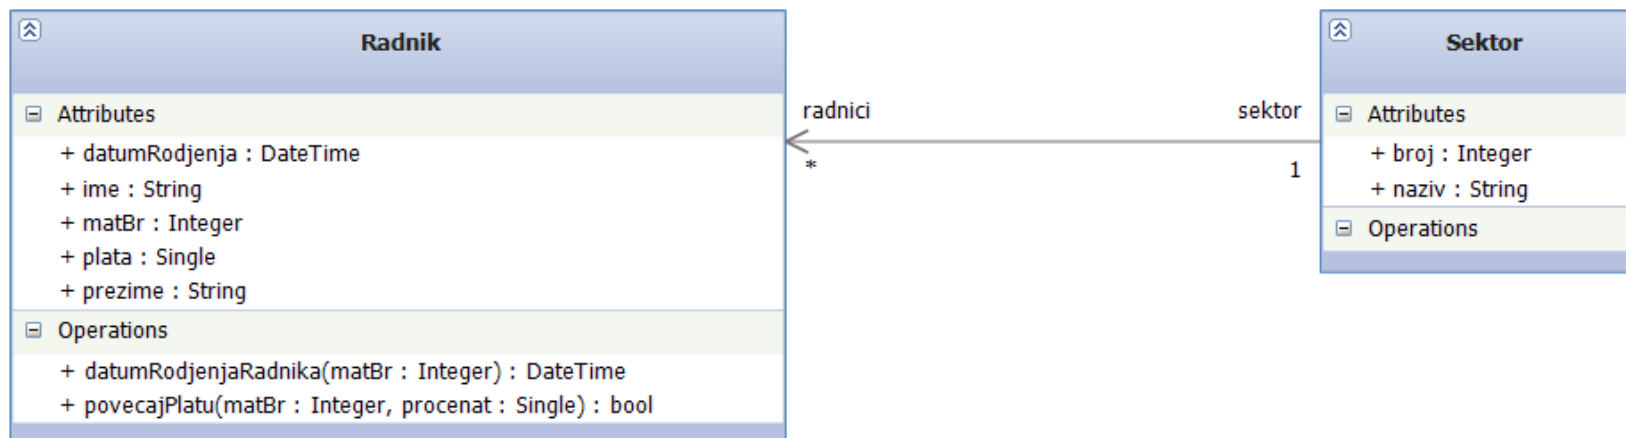 Radnik
Attributes
+ datumRodjenja : DateTime
+ ime : String
+ matBr : Integer
+ plata : Single
+ prezime : String
Operations
+ datumRodjenjaRadnika(matBr : Integer) : DateTime
+ povecajPlatu(matBr : Integer, procenat : Single) : bool
radnici
*
sektor
1
Sektor
Attributes
+ broj : Integer
+ naziv : String
Operations